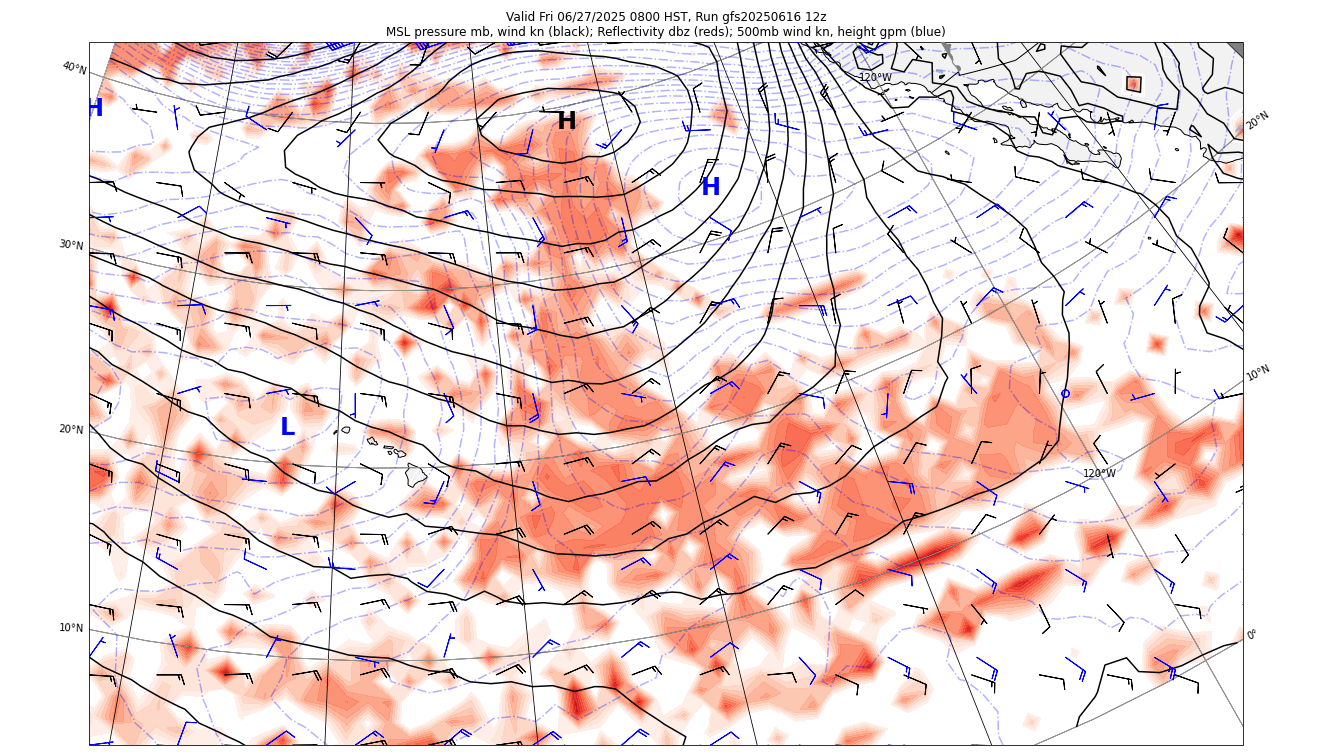 Valid Fri 06/27/2025 0800 HST, Run gfs20250616 12z
MSL pressure mb, wind kn (black); Reflectivity dbz (reds); 500mb wind kn, height gpm (blue)
40°N
120°W
H
H
20°N
H
30°N
10°N
20°N
L
120°W
10°N
0°